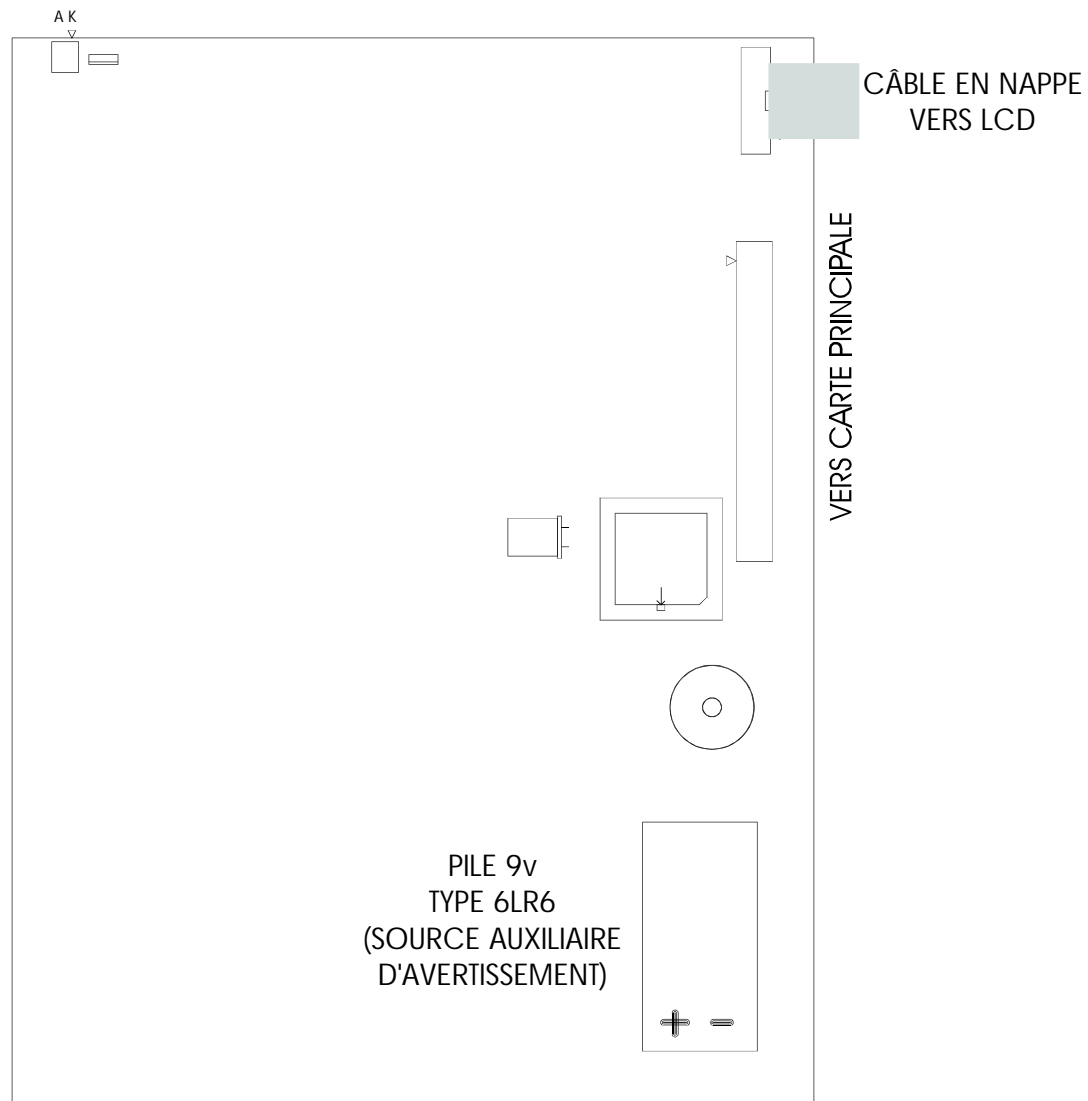 A K
CÂBLE EN NAPPE
VERS LCD
VERS CARTE PRINCIPALE
PILE 9v
TYPE 6LR6
(SOURCE AUXILIAIRE
D'AVERTISSEMENT)
+ -